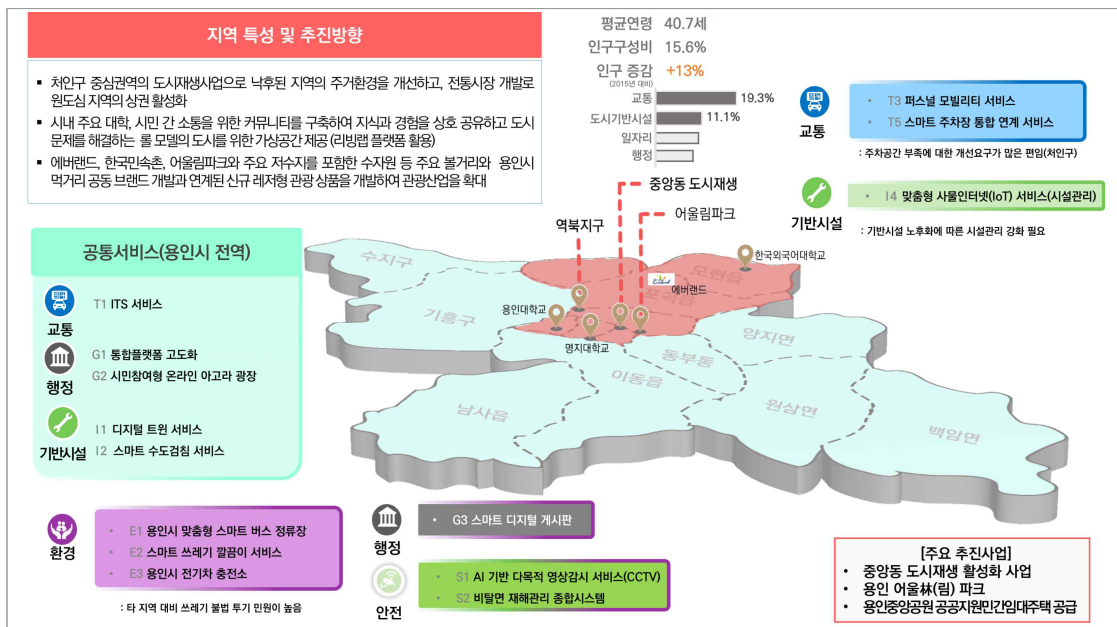 지역 특성 및 추진방향
▪ 처인구 중심권역의 도시재생사업으로 낙후된 지역의 주거환경을 개선하고, 전통시장 개발로
원도심 지역의 상권 활성화
▪ 시내 주요 대학, 시민 간 소통을 위한 커뮤니티를 구축하여 지식과 경험을 상호 공유하고 도시
문제를 해결하는 롤 모델의 도시를 위한 가상공간 제공 (리빙랩 플랫폼 활용)
▪ 에버랜드, 한국민속촌, 어울림파크와 주요 저수지를 포함한 수자원 등 주요 볼거리와 용인시
먹거리 공동 브랜드 개발과 연계된 신규 레저형 관광 상품을 개발하여 관광산업을 확대
평균연령 40.7세
인구구성비 15.6%
인구 증감 +13%
(2015년 대비)
교통 19.3%
도시기반시설 11.1%
일자리
행정
교통
• T3 퍼스널 모빌리티 서비스
• T5 스마트 주차장 통합 연계 서비스
: 주차공간 부족에 대한 개선요구가 많은 편임(처인구)
기반시설
• I4 맞춤형 사물인터넷(IoT) 서비스(시설관리)
: 기반시설 노후화에 따른 시설관리 강화 필요
공통서비스(용인시 전역)
교통
T1 ITS 서비스
행정
G1 통합플랫폼 고도화
G2 시민참여형 온라인 아고라 광장
기반시설
I1 디지털 트윈 서비스
I2 스마트 수도검침 서비스
중앙동 도시재생
어울림파크
역북지구
수지구
기흥구
모현읍
포곡읍
한국외국어대학교
에버랜드
용인대학교
명지대학교
양지면
동부동
이동읍
남사읍
원삼면
백암면
환경
• E1 용인시 맞춤형 스마트 버스 정류장
• E2 스마트 쓰레기 깔끔이 서비스
• E3 용인시 전기차 충전소
: 타 지역 대비 쓰레기 불법 투기 민원이 높음
행정
• G3 스마트 디지털 게시판
안전
• S1 AI 기반 다목적 영상감시 서비스(CCTV)
• S2 비탈면 재해관리 종합시스템
[주요 추진사업]
• 중앙동 도시재생 활성화 사업
• 용인 어울林(림) 파크
• 용인중앙공원 공공지원민간임대주택 공급